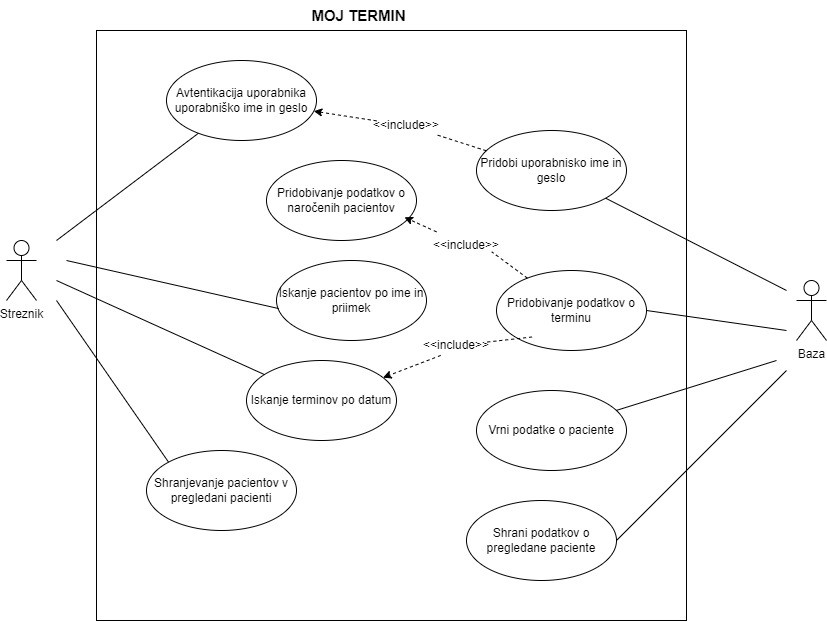 MOJ TERMIN
Avtentikacija uporabnika
uporabniško ime in geslo
<<include>>
Pridobi uporabnisko ime in
geslo
Pridobivanje podatkov o
naročenih pacientov
<<include>>
Iskanje pacientov po ime in
priimek
Pridobivanje podatkov o
terminu
Streznik
Baza
<<include>>
Iskanje terminov po datum
Vrni podatke o paciente
Shranjevanje pacientov v
pregledani pacienti
Shrani podatkov o
pregledane paciente